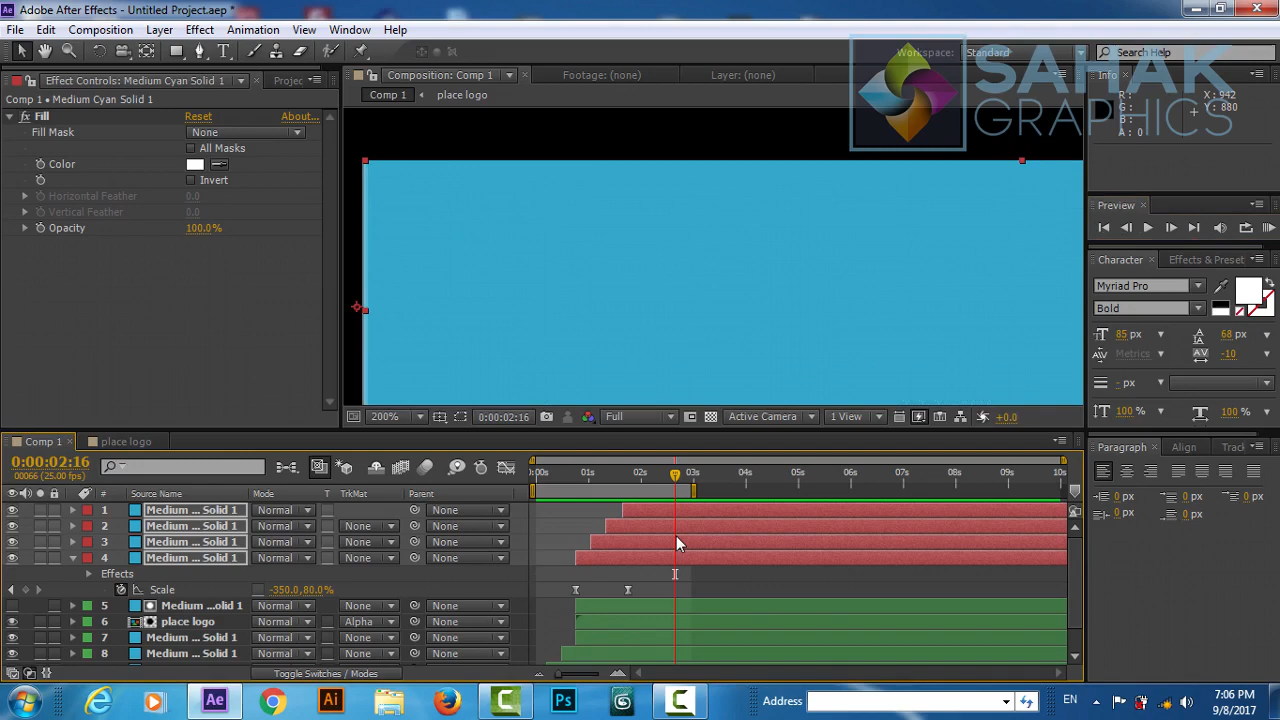 Adobe After Effects - Untitled Project.aep *
File Edit Composition Layer Effect Animation View Window Help
Workspace: Standard Search Help
SAHAK
GRAPHICS
Effect Controls: Medium Cyan Solid 1 Projec
Composition: Comp 1 Footage: (none) Layer: (none) Info
Comp 1 • Medium Cyan Solid 1
Comp 1 place logo
R: X: 942
G: Y: 880
B:
A: 0
fx Fill Reset About...
Fill Mask None
All Masks
Color
Invert
Horizontal Feather 0.0
Vertical Feather 0.0
Opacity 100.0%
Preview
Character Effects & Preset
Myriad Pro
Bold
85 px 68 px
Metrics -10
- px
100 % 100 %
200% 0:00:02:16 Full Active Camera 1 View +0.0
Comp 1 place logo
Paragraph Align Track
0:00:02:16
00066 (25.00 fps)
:00s 01s 02s 03s 04s 05s 06s 07s 08s 09s 10s
# Source Name Mode T TrkMat Parent
1 Medium ... Solid 1 Normal None
2 Medium ... Solid 1 Normal None None
3 Medium ... Solid 1 Normal None None
4 Medium ... Solid 1 Normal None None
Effects
Scale -350.0,80.0%
5 Medium ...olid 1 Normal None None
6 place logo Normal Alpha None
7 Medium ... Solid 1 Normal None None
8 Medium ... Solid 1 Normal None None
Toggle Switches / Modes
0 px 0 px 0 px
0 px 0 px
Ae Ai Ps Address EN 7:06 PM
9/8/2017